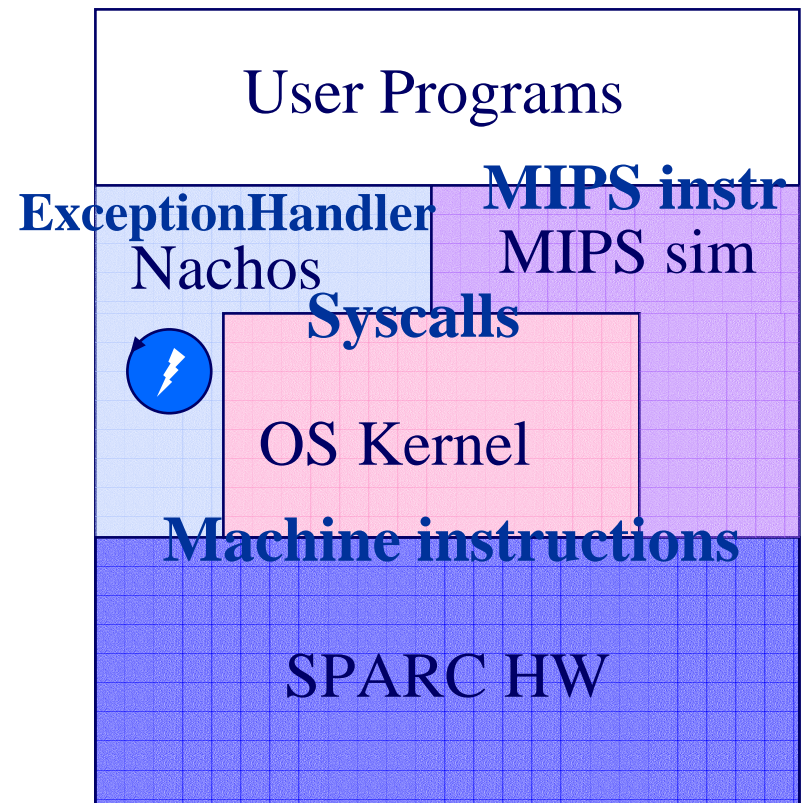 User Programs
MIPS instr
ExceptionHandler
MIPS sim
Nachos
Syscalls
OS Kernel
Machine instructions
SPARC HW